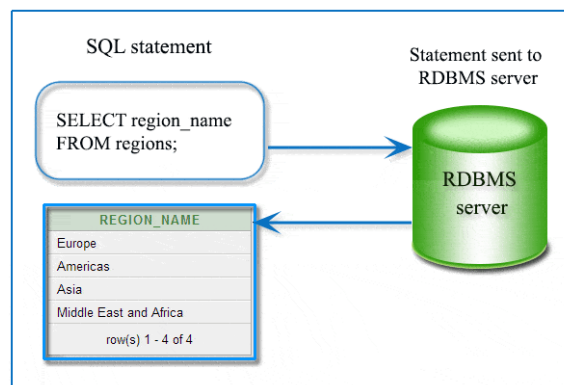 SQL statement
Statement sent to
RDBMS server
SELECT region_name
FROM regions;
RDBMS
server
REGION_NAME
Europe
Americas
Asia
Middle East and Africa
row(s) 1 - 4 of 4